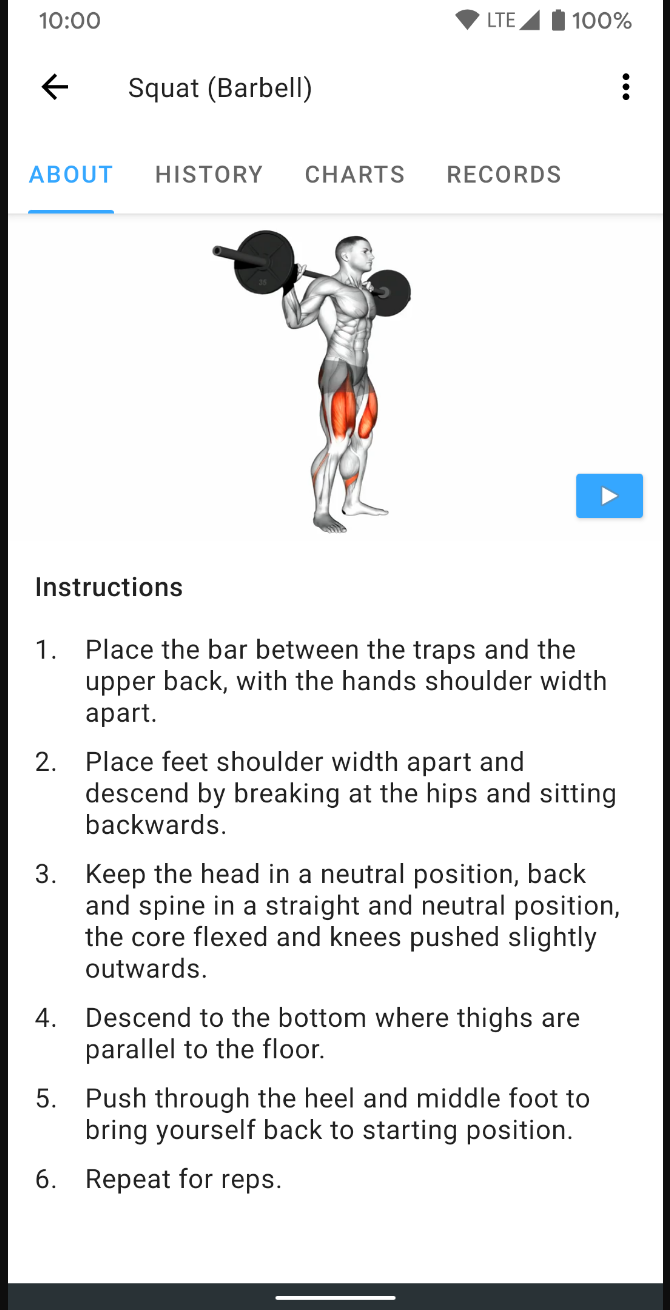 10:00 LTE 100%
Squat (Barbell)
ABOUT HISTORY CHARTS RECORDS
Instructions
1. Place the bar between the traps and the
upper back, with the hands shoulder width
apart.
2. Place feet shoulder width apart and
descend by breaking at the hips and sitting
backwards.
3. Keep the head in a neutral position, back
and spine in a straight and neutral position,
the core flexed and knees pushed slightly
outwards.
4. Descend to the bottom where thighs are
parallel to the floor.
5. Push through the heel and middle foot to
bring yourself back to starting position.
6. Repeat for reps.